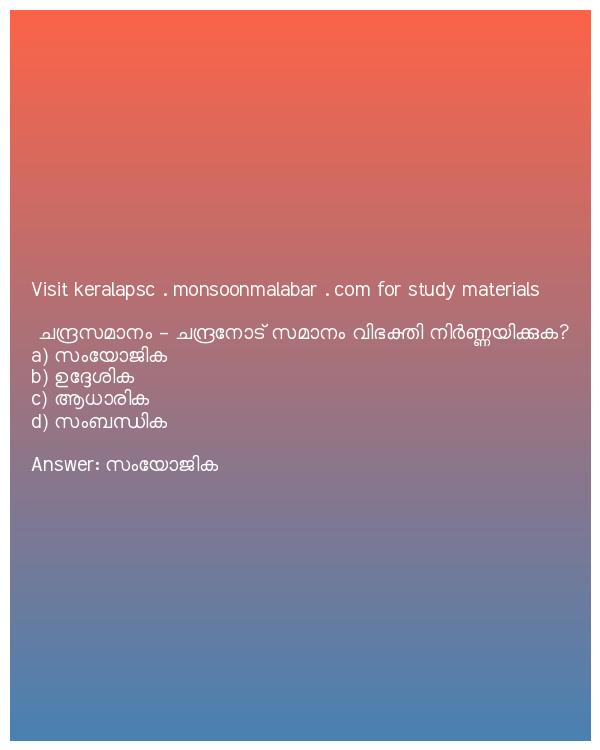 Visit keralapsc . monsoonmalabar . com for study materials
ചന്ദ്രസമാനം – ചന്ദ്രനോട് സമാനം വിഭക്തി നിർണ്ണയിക്കുക?
a) സംയോജിക
b) ഉദ്ദേശിക
c) ആധാരിക
d) സംബന്ധിക
Answer: സംയോജിക